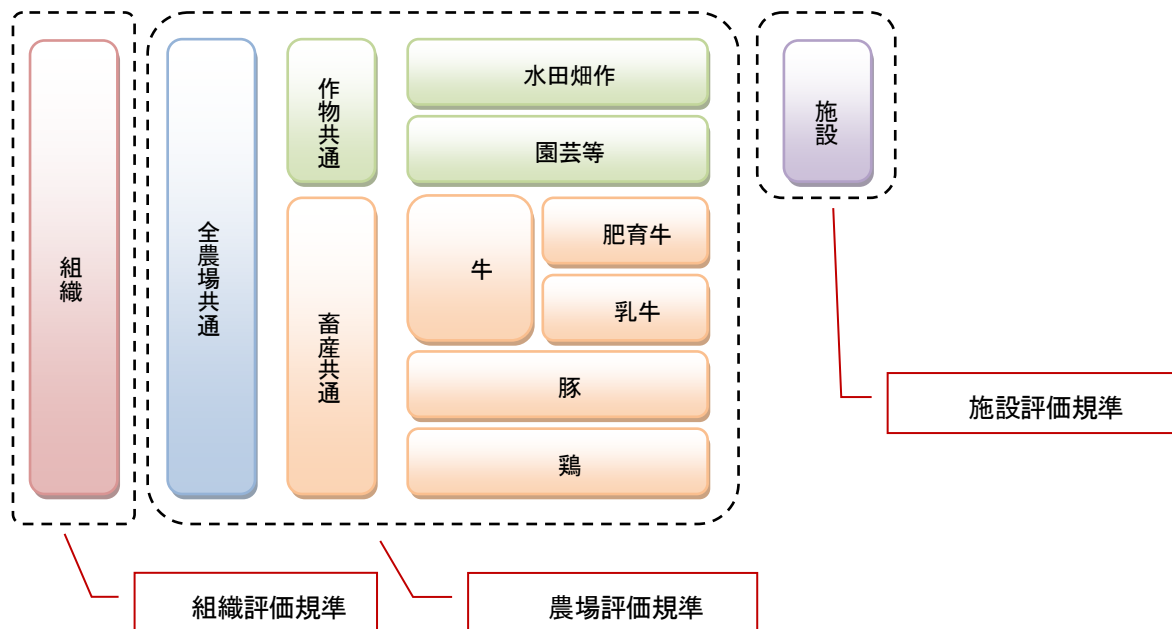 組織
全農場共通
作物共通
畜産共通
水田畑作
園芸等
牛
肥育牛
乳牛
豚
鶏
施設
施設評価規準
組織評価規準
農場評価規準